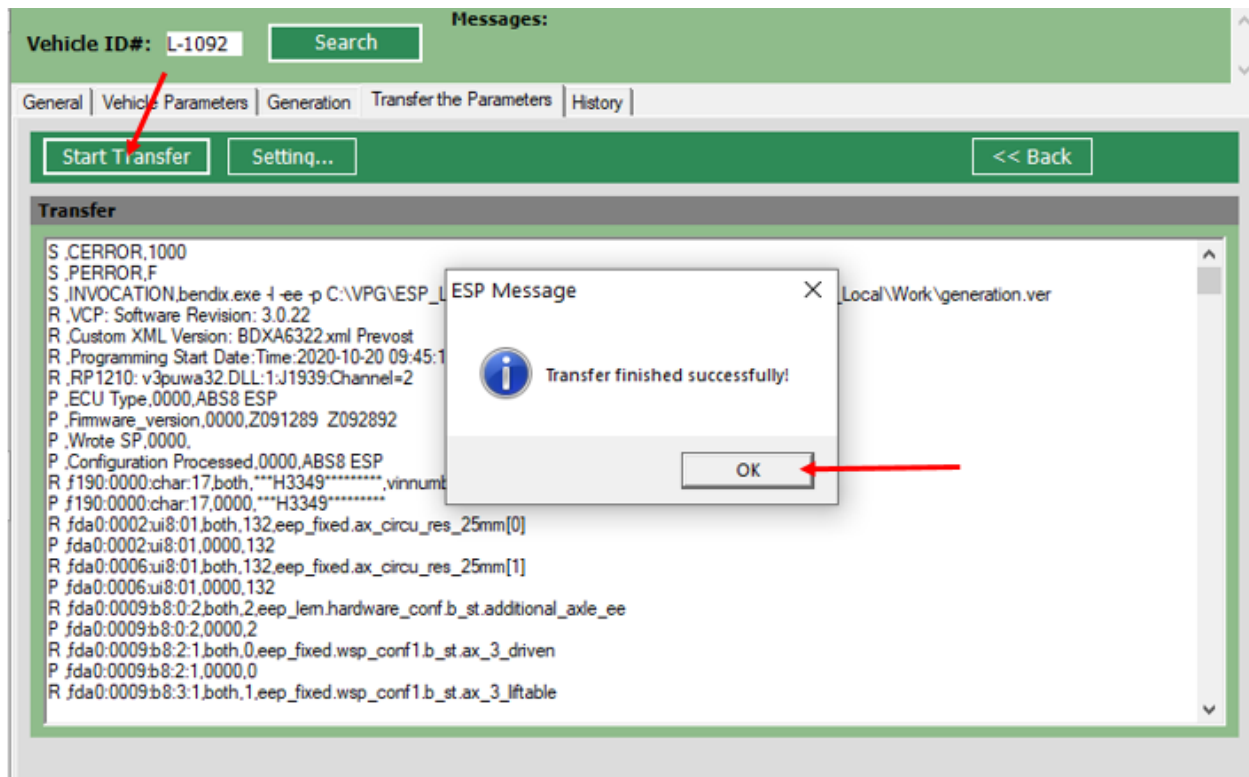 Messages:
Vehicle ID#: L-1092 Search
General Vehicle Parameters Generation Transfer the Parameters History
Start Transfer Setting... << Back
Transfer
S ,CERROR,1000
S ,PERROR,F
S ,INVOCATION,bendix.exe -l -ee -p C:\VPG\ESP_L _Local\Work\generation.ver
R ,VCP: Software Revision: 3.0.22
R ,Custom XML Version: BDXA6322.xml Prevost
R ,Programming Start Date:Time:2020-10-20 09:45:1
R ,RP1210: v3puwa32.DLL:1:J1939:Channel=2
P ,ECU Type,0000,ABS8 ESP
P ,Firmware_version,0000,Z091289 Z092892
P ,Wrote SP,0000,
P ,Configuration Processed,0000,ABS8 ESP
R ,f190:0000:char:17,both,***H3349*********,vinnumb
P ,f190:0000:char:17,0000,***H3349*********
R ,fda0:0002:ui8:01,both,132,eep_fixed.ax_circu_res_25mm[0]
P ,fda0:0002:ui8:01,0000,132
R ,fda0:0006:ui8:01,both,132,eep_fixed.ax_circu_res_25mm[1]
P ,fda0:0006:ui8:01,0000,132
R ,fda0:0009:b8:0:2,both,2,eep_lern.hardware_conf.b_st.additional_axle_ee
P ,fda0:0009:b8:0:2,0000,2
R ,fda0:0009:b8:2:1,both,0,eep_fixed.wsp_conf1.b_st.ax_3_driven
P ,fda0:0009:b8:2:1,0000,0
R ,fda0:0009:b8:3:1,both,1,eep_fixed.wsp_conf1.b_st.ax_3_liftable
ESP Message
Transfer finished successfully!
OK